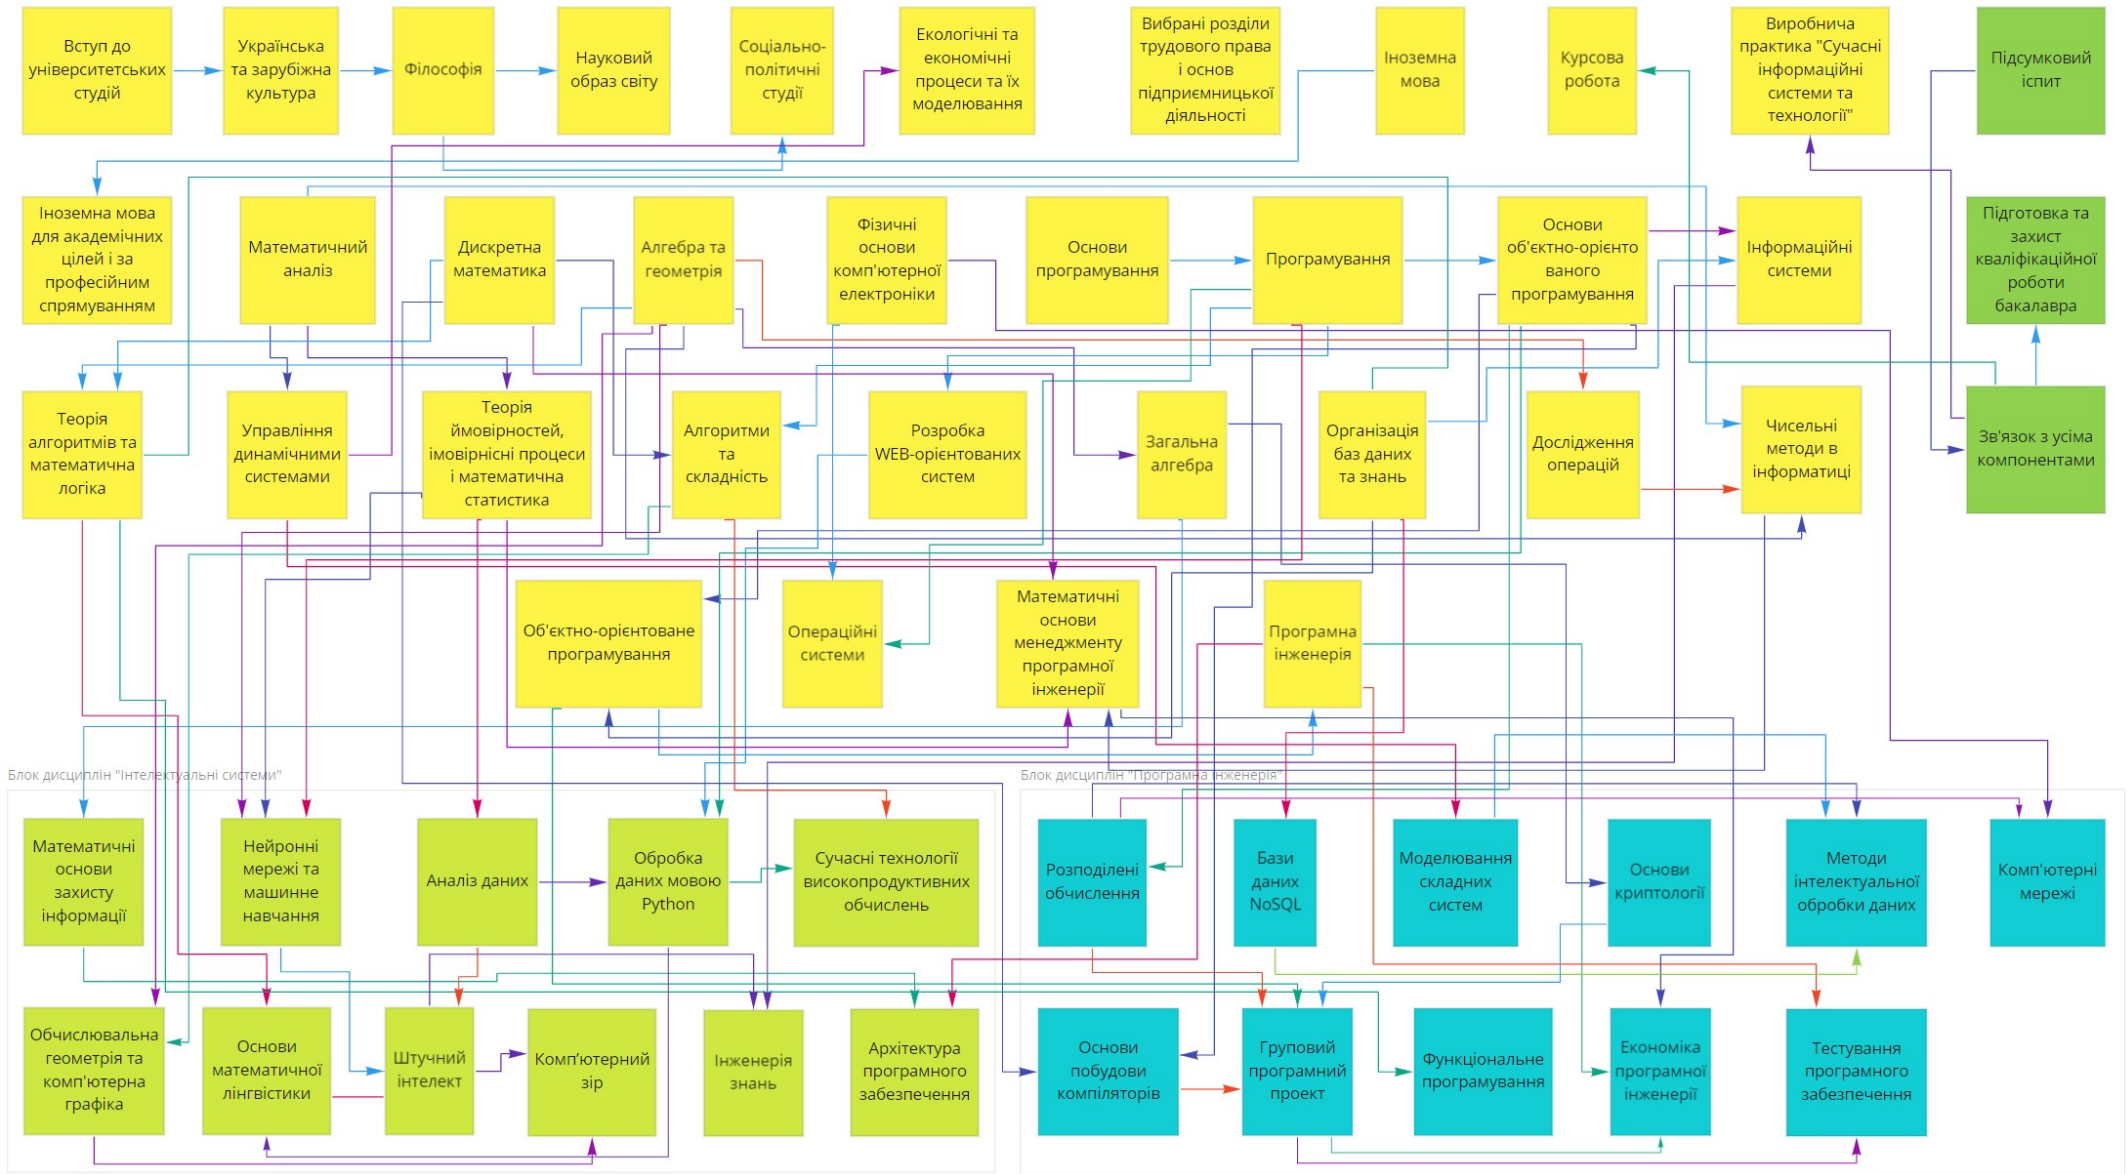 Вступ до
університетських
студій
Українська
та зарубіжна
культура
Філософія
Науковий
образ світу
Соціально-
політичні
студії
Екологічні та
економічні
процеси та їх
моделювання
Вибрані розділи
трудового права
і основ
підприємницької
діяльності
Іноземна
мова
Курсова
робота
Виробнича
практика "Сучасні
інформаційні
системи та
технології"
Підсумковий
іспит
Іноземна мова
для академічних
цілей і за
професійним
спрямуванням
Математичний
аналіз
Дискретна
математика
Алгебра та
геометрія
Фізичні
основи
комп'ютерної
електроніки
Основи
програмування
Програмування
Основи
об'єктно-орієнто
ваного
програмування
Інформаційні
системи
Підготовка та
захист
кваліфікаційної
роботи
бакалавра
Теорія
алгоритмів та
математична
логіка
Управління
динамічними
системами
Теорія
ймовірностей,
імовірнісні процеси
і математична
статистика
Алгоритми
та
складність
Розробка
WEB-орієнтованих
систем
Загальна
алгебра
Організація
баз даних
та знань
Дослідження
операцій
Чисельні
методи в
інформатиці
Зв'язок з усіма
компонентами
Об'єктно-орієнтоване
програмування
Операційні
системи
Математичні
основи
менеджменту
програмної
інженерії
Програмна
інженерія
Блок дисциплін "Інтелектуальні системи"
Блок дисциплін "Програмна інженерія"
Математичні
основи
захисту
інформації
Нейронні
мережі та
машинне
навчання
Аналіз даних
Обробка
даних мовою
Python
Сучасні технології
високопродуктивних
обчислень
Розподілені
обчислення
Бази
даних
NoSQL
Моделювання
складних
систем
Основи
криптології
Методи
інтелектуальної
обробки даних
Комп'ютерні
мережі
Обчислювальна
геометрія та
комп'ютерна
графіка
Основи
математичної
лінгвістики
Штучний
інтелект
Комп’ютерний
зір
Інженерія
знань
Архітектура
програмного
забезпечення
Основи
побудови
компіляторів
Груповий
програмний
проект
Функціональне
програмування
Економіка
програмної
інженерії
Тестування
програмного
забезпечення